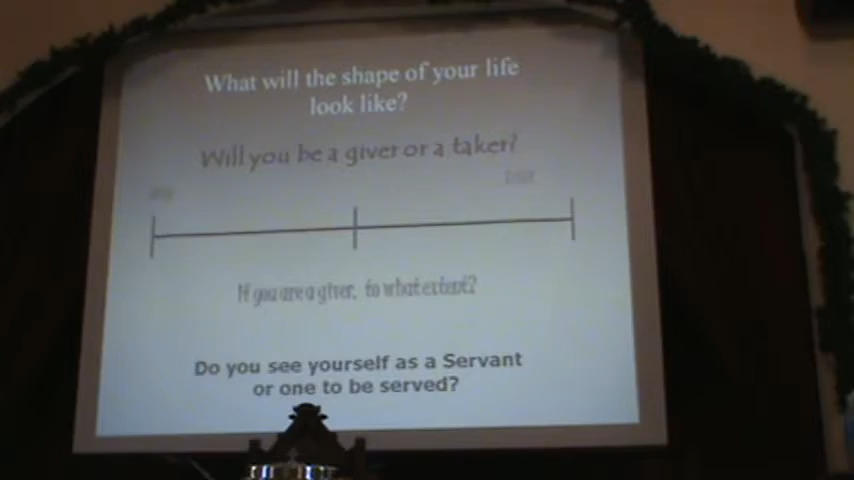 What will the shape of your life
look like?
Will you be a giver or a taker?
If you are a giver, to what extent?
Do you see yourself as a Servant
or one to be served?